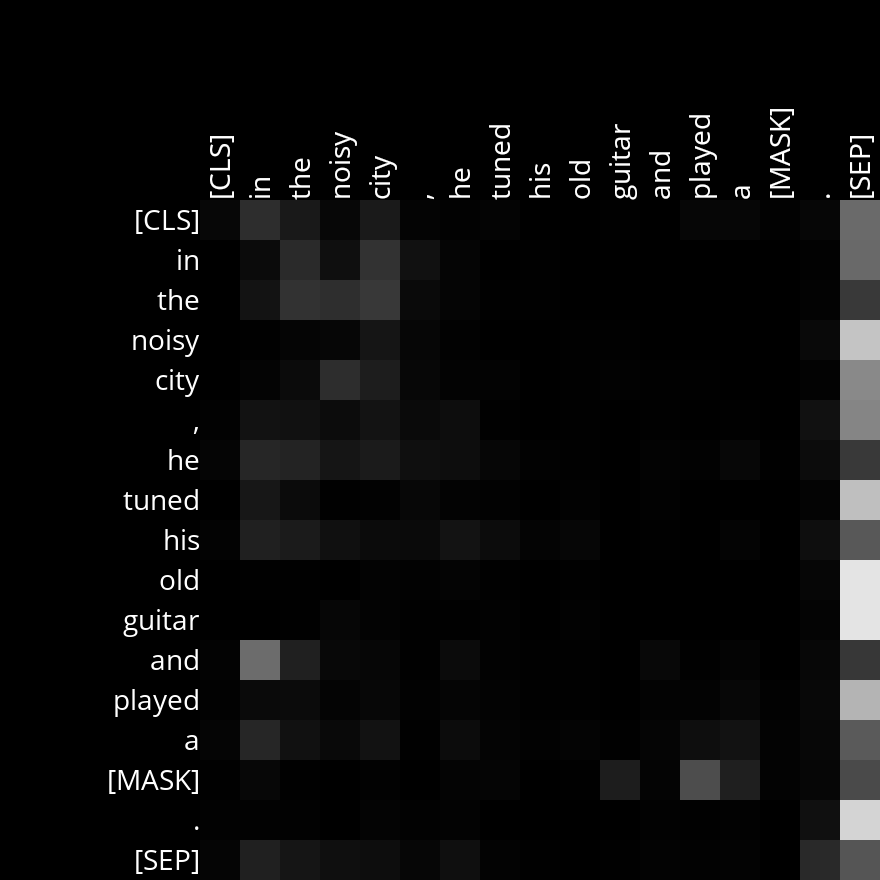 [CLS] in the noisy city , he tuned his old guitar and played a [MASK] . [SEP]
[CLS]
in
the
noisy
city
,
he
tuned
his
old
guitar
and
played
a
[MASK]
.
[SEP]